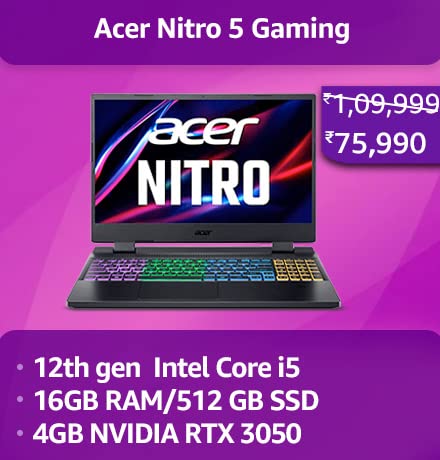 Acer Nitro 5 Gaming
₹1,09,999
₹75,990
acer
NITRO
acer
• 12th gen Intel Core i5
• 16GB RAM/512 GB SSD
• 4GB NVIDIA RTX 3050